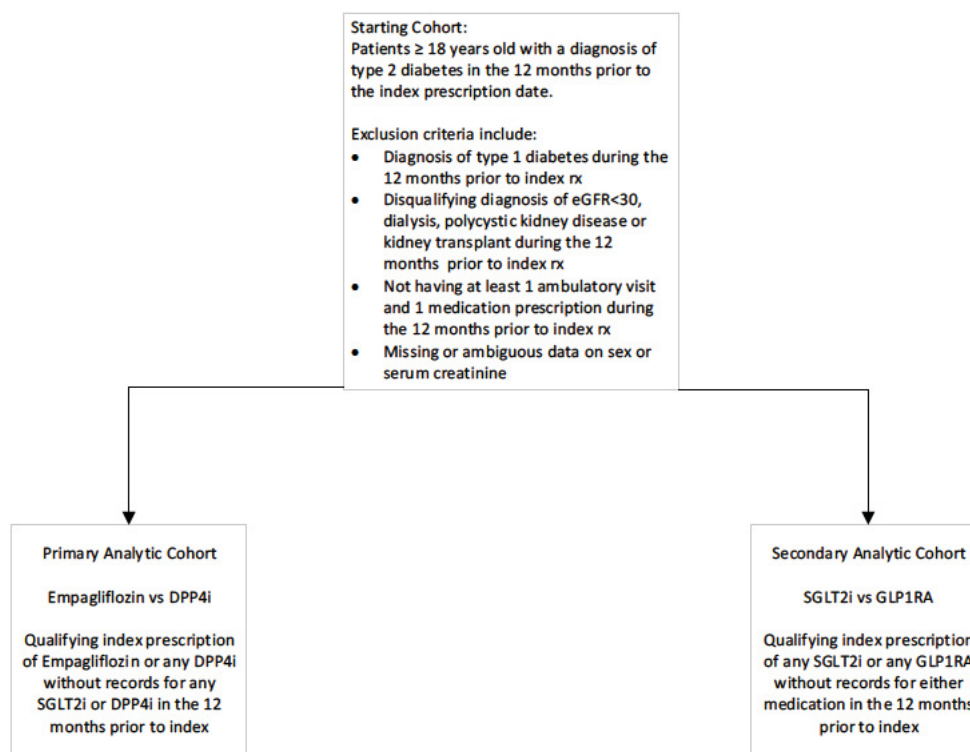 Starting Cohort:
Patients ≥ 18 years old with a diagnosis of
type 2 diabetes in the 12 months prior to
the index prescription date.
Exclusion criteria include:
• Diagnosis of type 1 diabetes during the
12 months prior to index rx
• Disqualifying diagnosis of eGFR<30,
dialysis, polycystic kidney disease or
kidney transplant during the 12
months prior to index rx
• Not having at least 1 ambulatory visit
and 1 medication prescription during
the 12 months prior to index rx
• Missing or ambiguous data on sex or
serum creatinine
Primary Analytic Cohort
Empagliflozin vs DPP4i
Qualifying index prescription
of Empagliflozin or any DPP4i
without records for any
SGLT2i or DPP4i in the 12
months prior to index
Secondary Analytic Cohort
SGLT2i vs GLP1RA
Qualifying index prescription
of any SGLT2i or any GLP1RA
without records for either
medication in the 12 months
prior to index